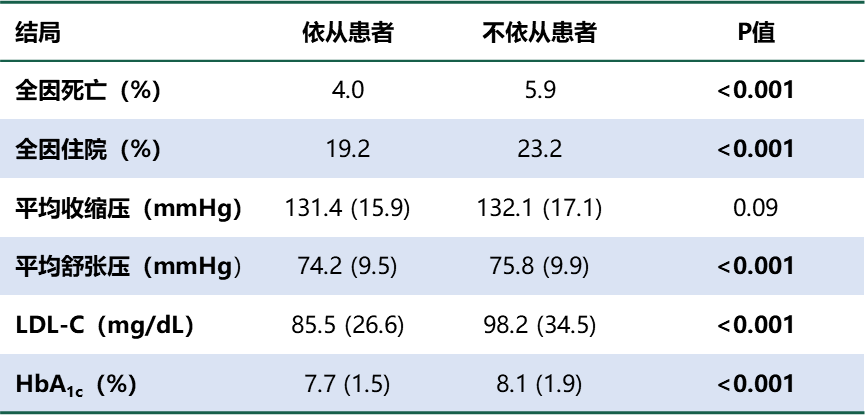 结局 依从患者 不依从患者 P值
全因死亡（%） 4.0 5.9 <0.001
全因住院（%） 19.2 23.2 <0.001
平均收缩压（mmHg） 131.4 (15.9) 132.1 (17.1) 0.09
平均舒张压（mmHg） 74.2 (9.5) 75.8 (9.9) <0.001
LDL-C（mg/dL） 85.5 (26.6) 98.2 (34.5) <0.001
HbA1c（%） 7.7 (1.5) 8.1 (1.9) <0.001